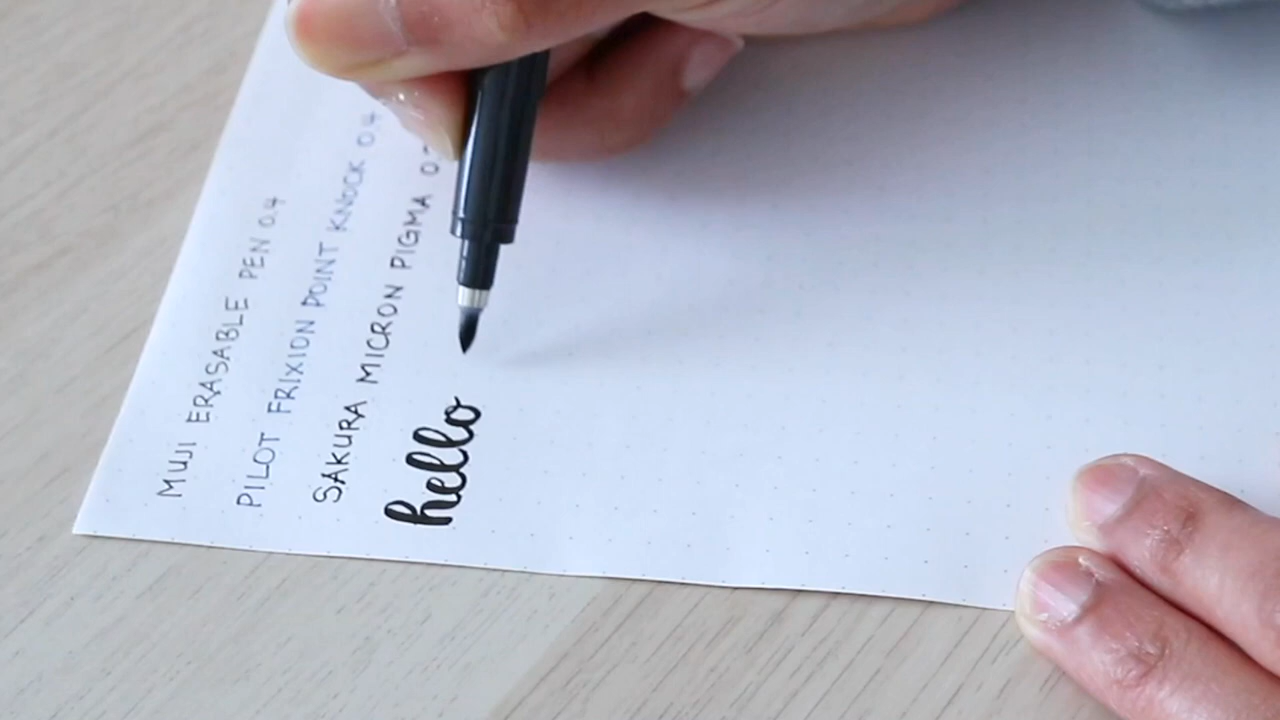 MUJI ERASABLE PEN 0.4
PILOT FRIXION POINT KNOCK 0.4
SAKURA MICRON PIGMA
hello